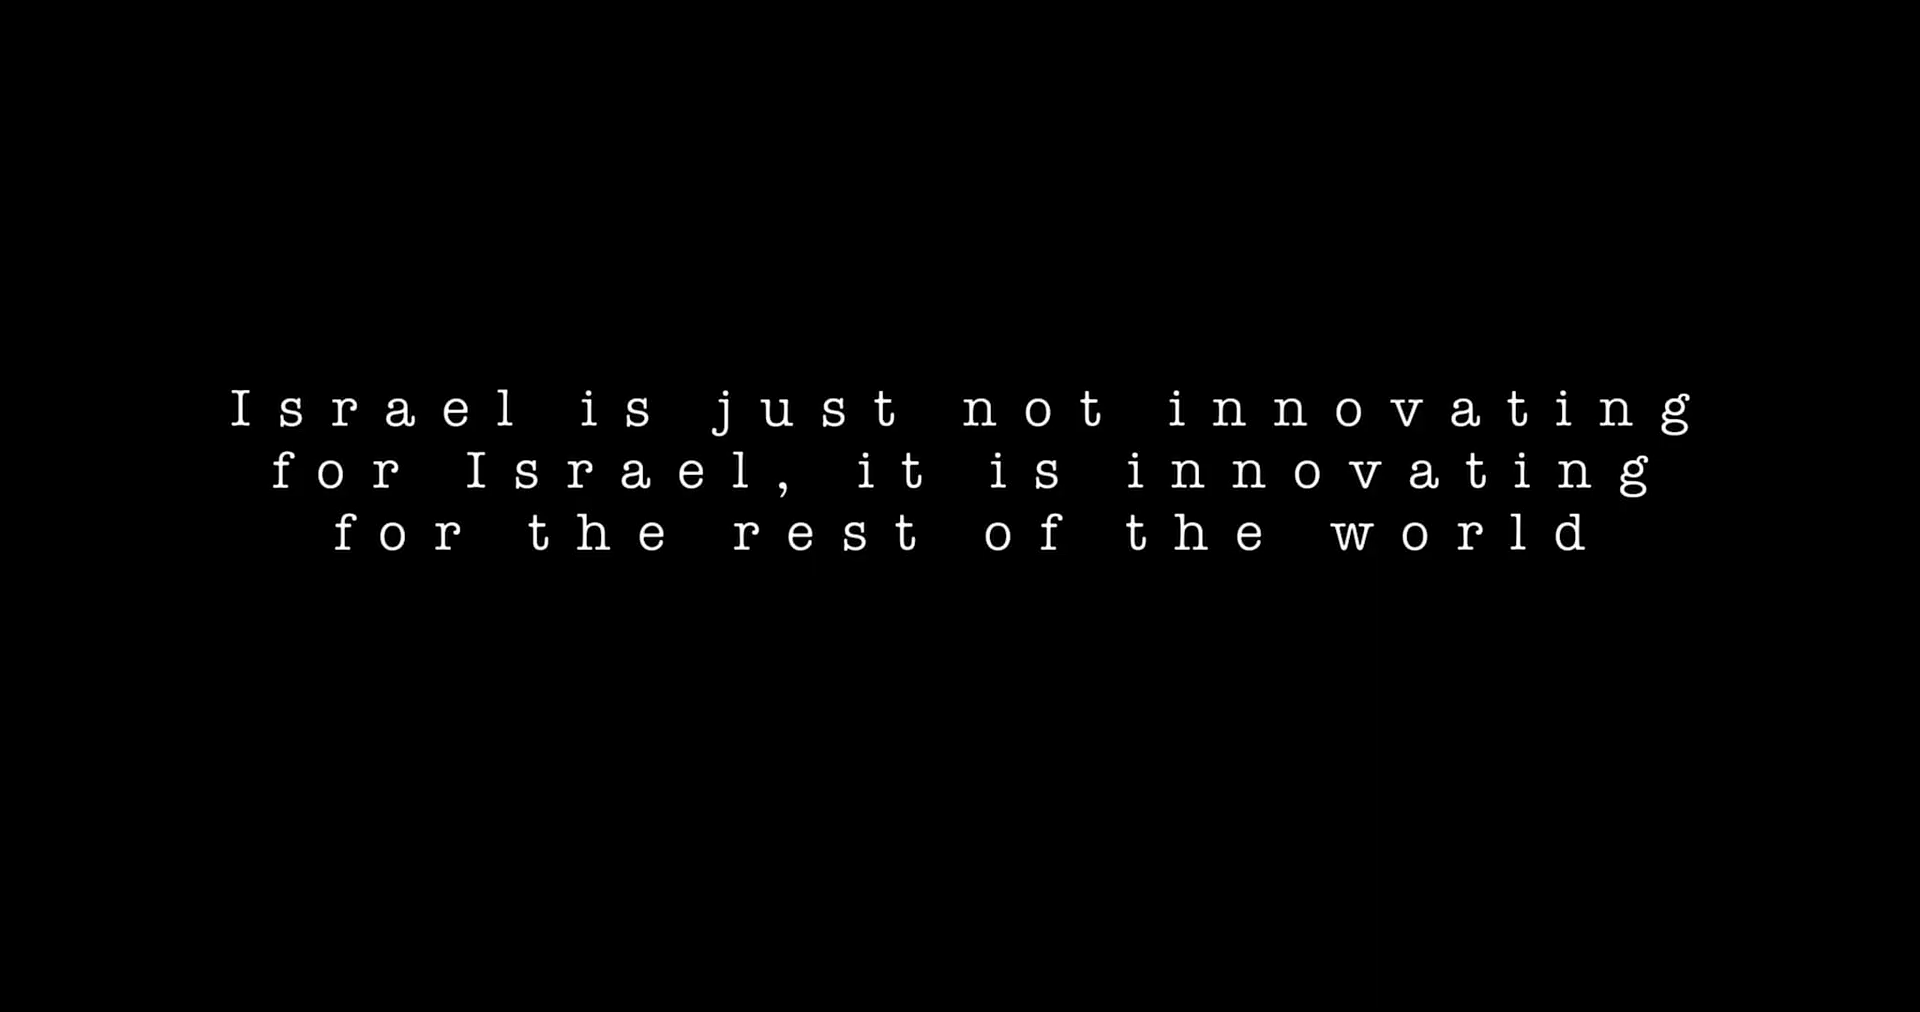 Israel is just not innovating
for Israel, it is innovating
for the rest of the world